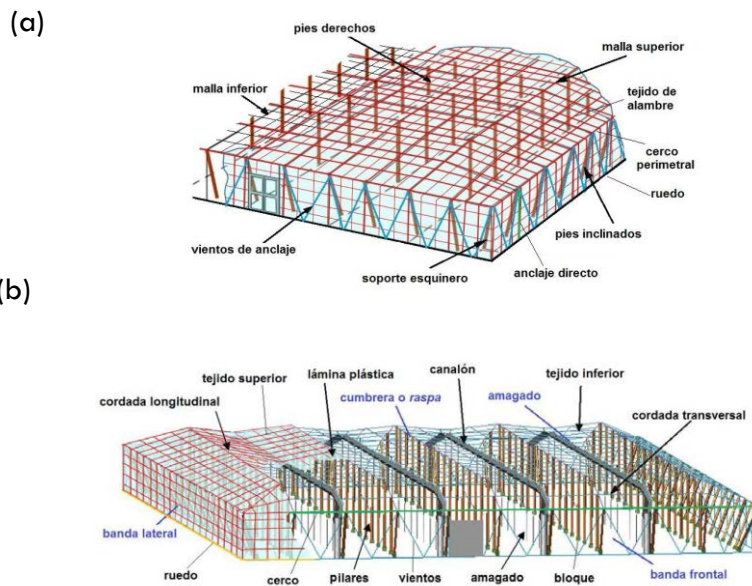 (a)
pies derechos
malla superior
malla inferior
tejido de
alambre
cerco
perimetral
ruedo
pies inclinados
vientos de anclaje
soporte esquinero
anclaje directo
(b)
tejido superior
lámina plástica
canalón
tejido inferior
cordada longitudinal
cumbrera o raspa
amagado
cordada transversal
banda lateral
ruedo
cerco
pilares
vientos
amagado
bloque
banda frontal